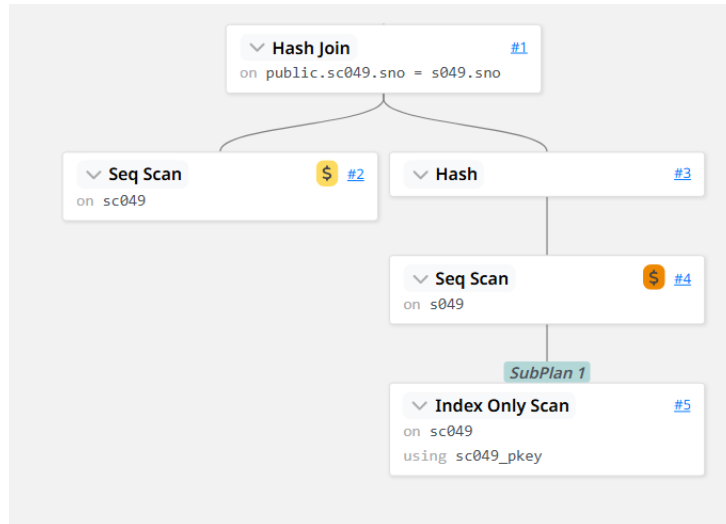 Hash Join #1
on public.sc049.sno = s049.sno
Seq Scan $ #2
on sc049
Hash #3
Seq Scan $ #4
on s049
SubPlan 1
Index Only Scan #5
on sc049
using sc049_pkey